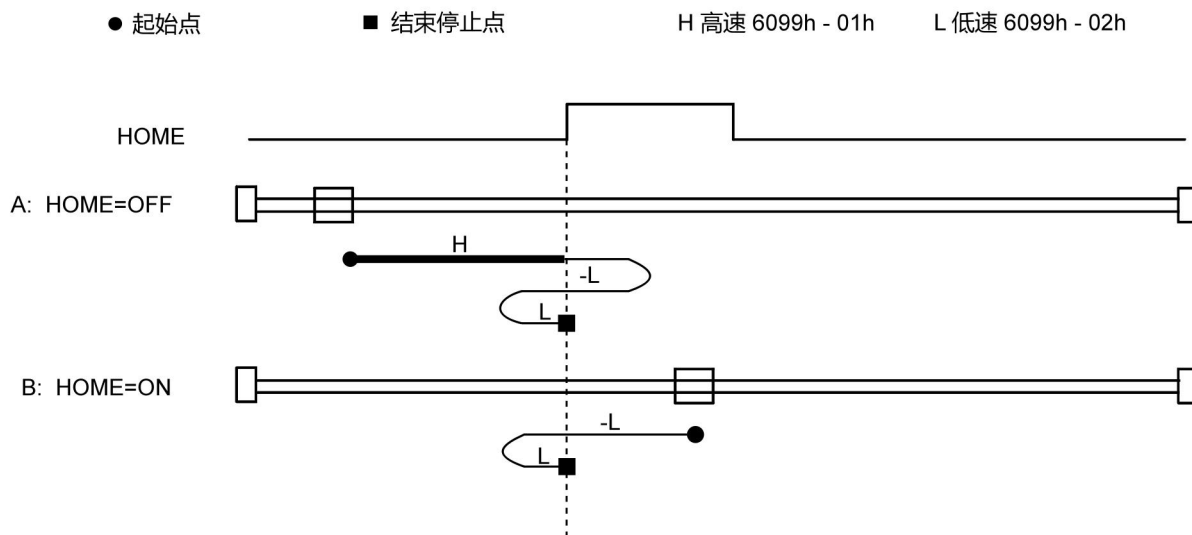 ● 起始点 ■ 结束停止点 H 高速 6099h - 01h L 低速 6099h - 02h
HOME
A: HOME=OFF
H
-L
L
B: HOME=ON
-L
L